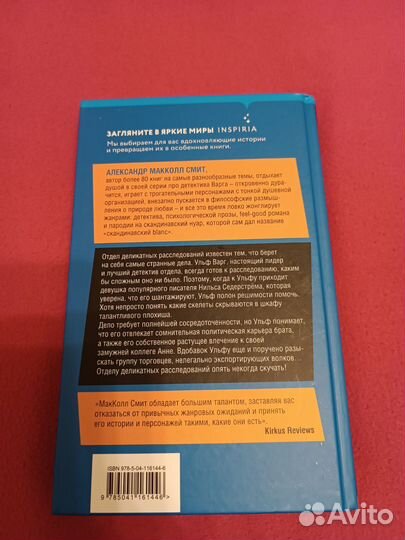 ЗАГЛЯНИТЕ В ЯРКИЕ МИРЫ INSPIRIA
Мы выбираем для вас вдохновляющие истории
и превращаем их в особенные книги.
АЛЕКСАНДР МАККОЛЛ СМИТ,
автор более 80 книг на самые разнообразные темы, отдыхает
душой в своей серии про детектива Варга – откровенно дура-
чится, играет с трогательными персонажами с тонкой душевной
организацией, внезапно пускается в философские размыш-
ления о природе любви – и все это время ловко жонглирует
жанрами: детектива, психологической прозы, feel-good романа
и пародии на скандинавский нуар, которой сам дал название
«скандинавский blanc».
Отдел деликатных расследований известен тем, что берет
на себя самые странные дела. Ульф Варг, настоящий лидер
и лучший детектив отдела, всегда готов к расследованию, каким
бы сложным оно ни было. Поэтому, когда к Ульфу приходит
девушка популярного писателя Нильса Седерстрёма, которая
уверена, что его шантажируют, Ульф полон решимости помочь.
Хотя непросто понять какие скелеты скрываются в шкафу
талантливого плохиша.
Дело требует полнейшей сосредоточенности, но Ульф понимает,
что его отвлекает сомнительная политическая карьера брата,
а также его собственное растущее влечение к своей
замужней коллеге Анне. Вдобавок Ульфу еще и поручено разыс-
кать группу торговцев, нелегально экспортирующих волков
Отделу деликатных расследований опять некогда скучать!
«МакКолл Смит обладает большим талантом, заставляя вас
отказаться от привычных жанровых ожиданий и принять
его истории и персонажей такими, какие они есть».
Kirkus Reviews
ISBN 978-5-04-116144-6
9 785041 161446 >
Avito